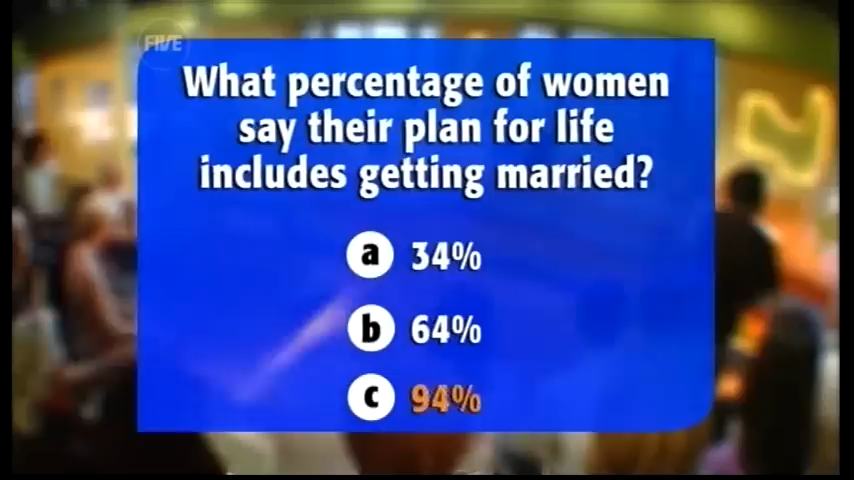 FIVE
What percentage of women
say their plan for life
includes getting married?
a 34%
b 64%
c 94%